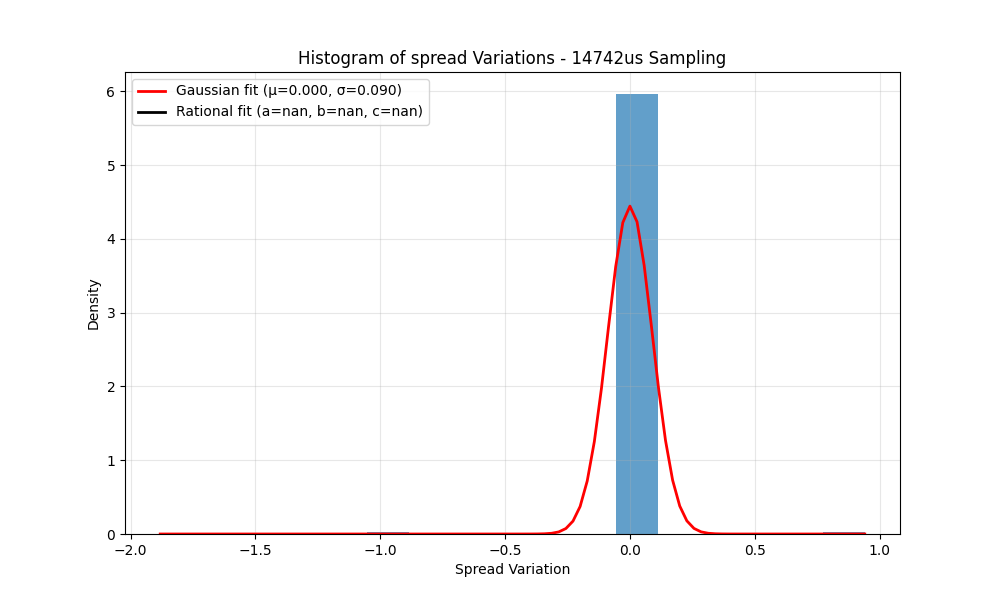 Histogram of spread Variations - 14742us Sampling
Gaussian fit (μ=0.000, σ=0.090)
Rational fit (a=nan, b=nan, c=nan)
6
5
4
3
2
1
0
Density
−2.0 −1.5 −1.0 −0.5 0.0 0.5 1.0
Spread Variation